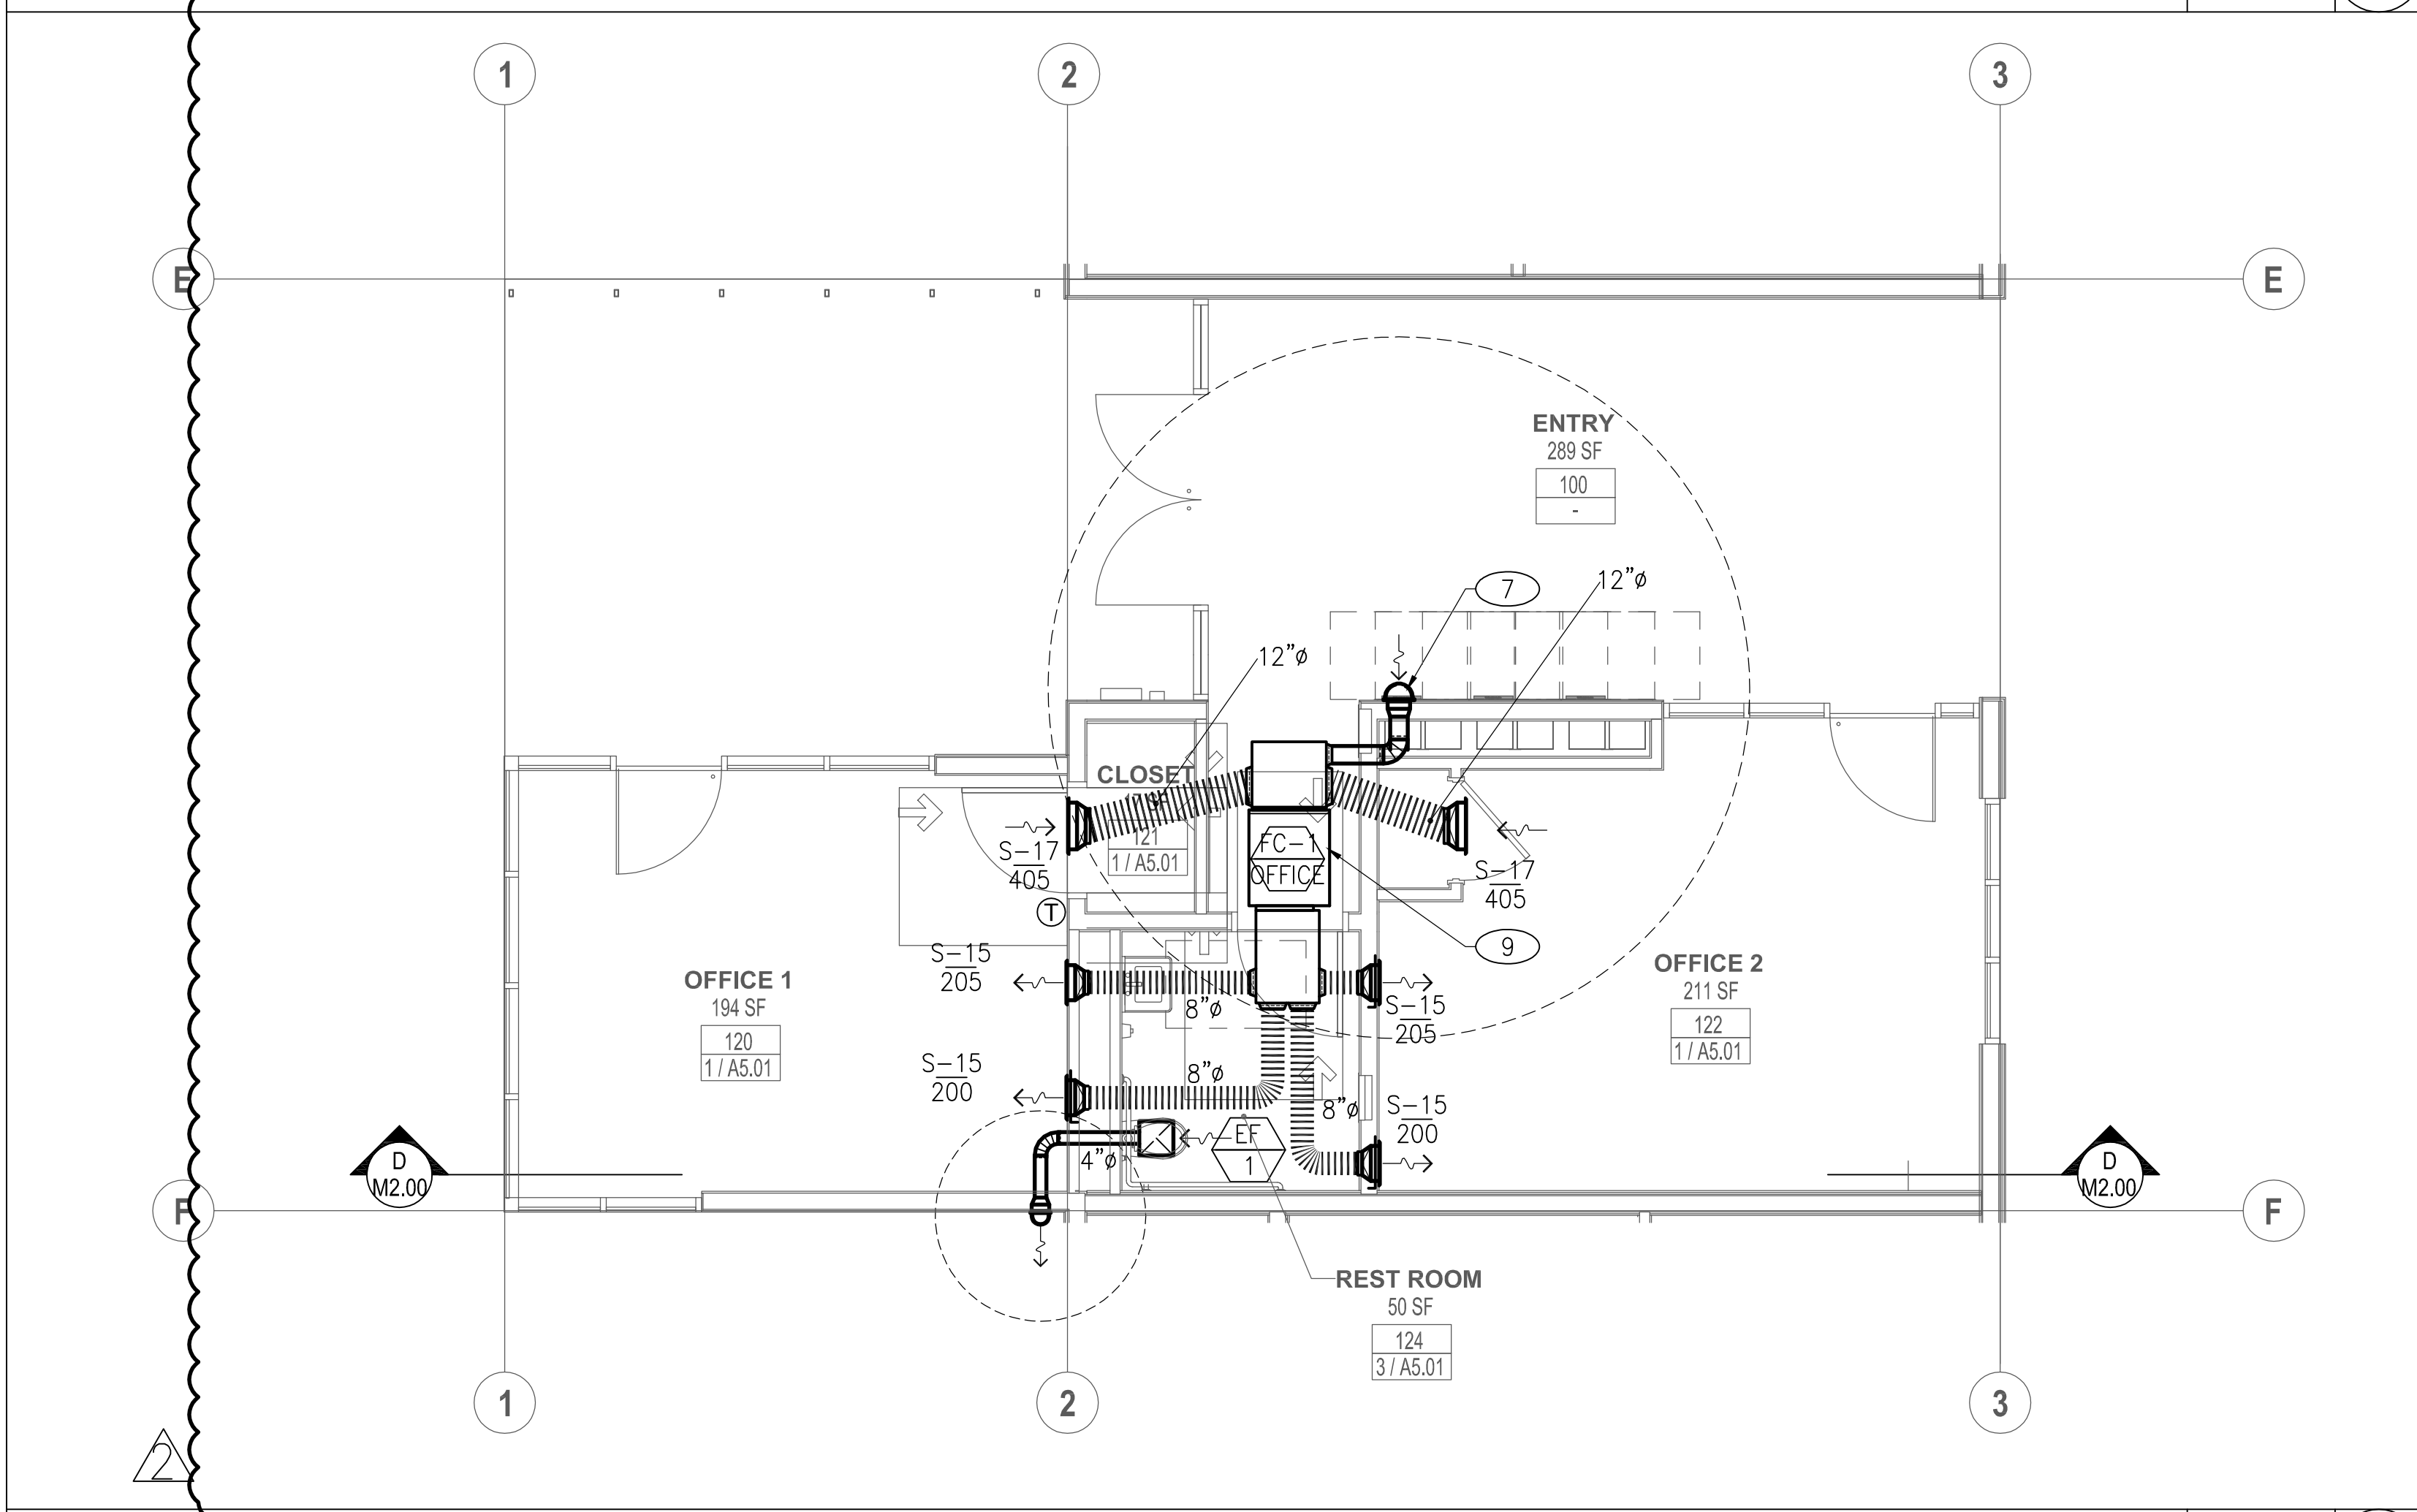 1
2
3
E
E
ENTRY
289 SF
100
-
7
12"ø
12"ø
CLOSET
121
1 / A5.01
FC-1
OFFICE
S-17
405
S-17
405
T
9
S-15
205
OFFICE 1
194 SF
120
1 / A5.01
8"ø
S-15
205
OFFICE 2
211 SF
122
1 / A5.01
S-15
200
8"ø
8"ø
S-15
200
EF
1
4"ø
D
M2.00
D
M2.00
F
F
REST ROOM
50 SF
124
3 / A5.01
1
2
3
2